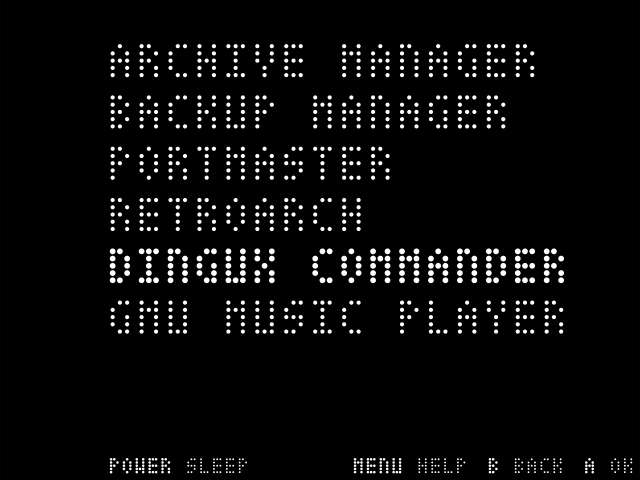 ARCHIVE MANAGER
BACKUP MANAGER
PORTMASTER
RETROARCH
DINGUX COMMANDER
GMU MUSIC PLAYER
POWER SLEEP MENU HELP B BACK A OK